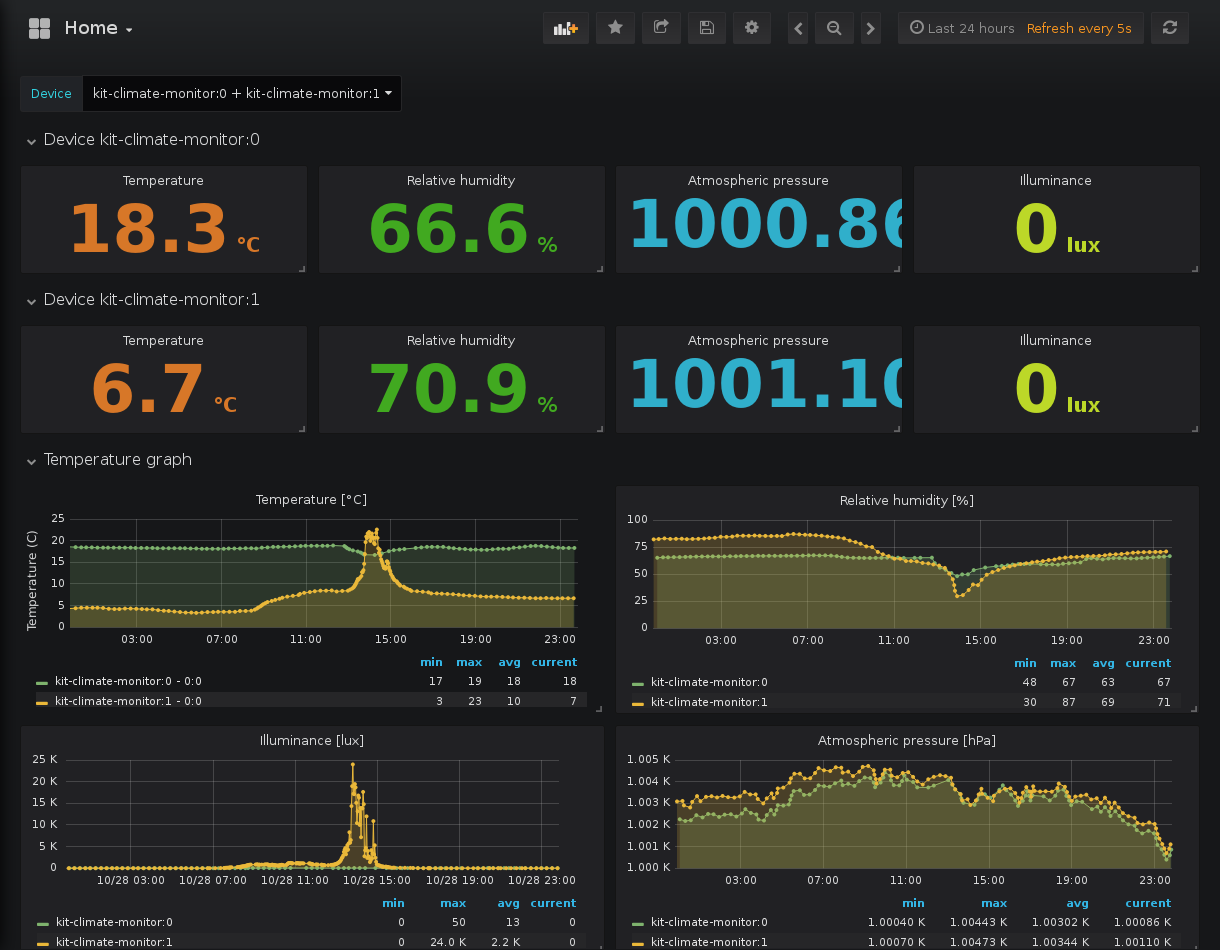 Home
Last 24 hours Refresh every 5s
Device kit-climate-monitor:0 + kit-climate-monitor:1
Device kit-climate-monitor:0
Temperature Relative humidity Atmospheric pressure Illuminance
18.3 °C 66.6 % 1000.86 0 lux
Device kit-climate-monitor:1
Temperature Relative humidity Atmospheric pressure Illuminance
6.7 °C 70.9 % 1001.10 0 lux
Temperature graph
Temperature [°C]
Temperature (C)
25
20
15
10
5
0
03:00 07:00 11:00 15:00 19:00 23:00
min max avg current
kit-climate-monitor:0 - 0:0 17 19 18 18
kit-climate-monitor:1 - 0:0 3 23 10 7
Relative humidity [%]
100
75
50
25
0
03:00 07:00 11:00 15:00 19:00 23:00
min max avg current
kit-climate-monitor:0 48 67 63 67
kit-climate-monitor:1 30 87 69 71
Illuminance [lux]
25 K
20 K
15 K
10 K
5 K
0
10/28 03:00 10/28 07:00 10/28 11:00 10/28 15:00 10/28 19:00 10/28 23:00
min max avg current
kit-climate-monitor:0 0 50 13 0
kit-climate-monitor:1 0 24.0 K 2.2 K 0
Atmospheric pressure [hPa]
1.005 K
1.004 K
1.003 K
1.002 K
1.001 K
1.000 K
03:00 07:00 11:00 15:00 19:00 23:00
min max avg current
kit-climate-monitor:0 1.00040 K 1.00443 K 1.00302 K 1.00086 K
kit-climate-monitor:1 1.00070 K 1.00473 K 1.00344 K 1.00110 K